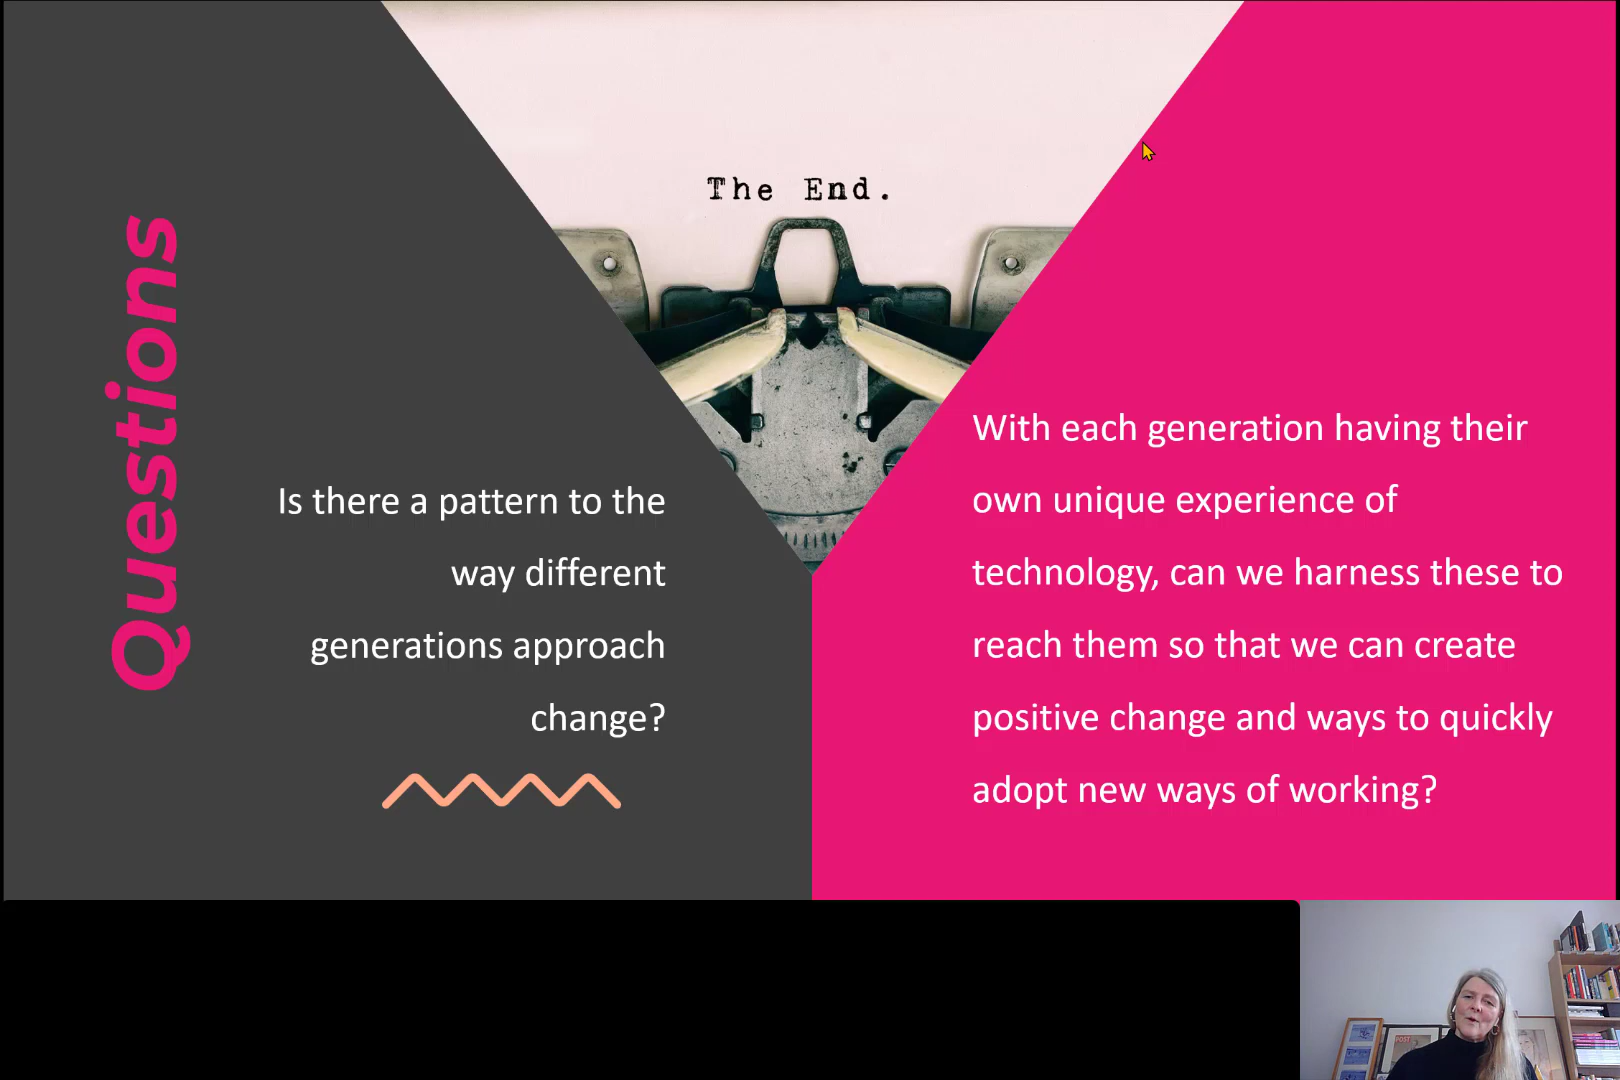 Questions
The End.
Is there a pattern to the
way different
generations approach
change?
With each generation having their
own unique experience of
technology, can we harness these to
reach them so that we can create
positive change and ways to quickly
adopt new ways of working?
POST